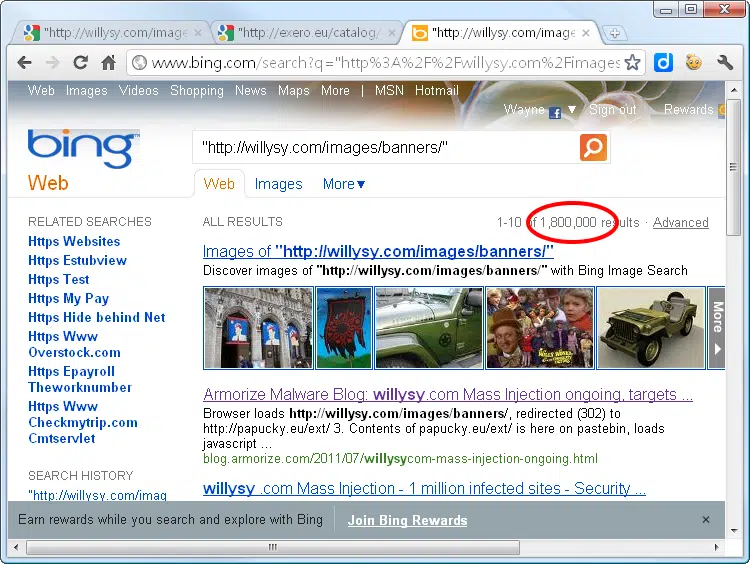 "http://willysy.com/image
"http://exero.eu/catalog/
"http://willysy.com/image
www.bing.com/search?q="http%3A%2F%2Fwillysy.com%2Fimages
Web Images Videos Shopping News Maps More | MSN Hotmail
Wayne Sign out Rewards
bing
"http://willysy.com/images/banners/"
Web
Web Images More
RELATED SEARCHES
Https Websites
Https Estubview
Https Test
Https My Pay
Https Hide behind Net
Https Www
Overstock.com
Https Epayroll
Theworknumber
Https Www
Checkmytrip.com
Cmtservlet
SEARCH HISTORY
"http://willysy.com/imag
ALL RESULTS
1-10 of 1,800,000 results · Advanced
Images of "http://willysy.com/images/banners/"
Discover images of "http://willysy.com/images/banners/" with Bing Image Search
More
Armorize Malware Blog: willysy.com Mass Injection ongoing, targets ...
Browser loads http://willysy.com/images/banners/, redirected (302) to
http://papucky.eu/ext/ 3. Contents of papucky.eu/ext/ is here on pastebin, loads
javascript ...
blog.armorize.com/2011/07/willysycom-mass-injection-ongoing.html
willysy .com Mass Injection - 1 million infected sites - Security ...
Earn rewards while you search and explore with Bing
Join Bing Rewards